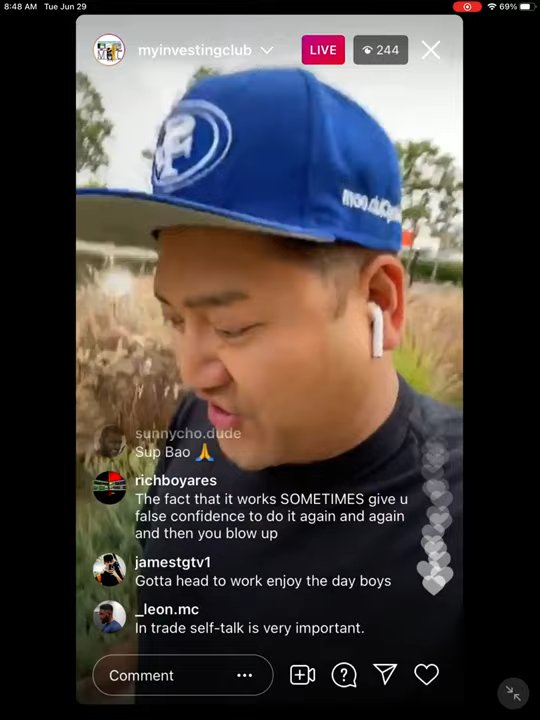 8:48 AM Tue Jun 29
69%
myinvestingclub
LIVE
244
sunnycho.dude
Sup Bao 🙏
richboyares
The fact that it works SOMETIMES give u
false confidence to do it again and again
and then you blow up
jamestgtv1
Gotta head to work enjoy the day boys
_leon.mc
In trade self-talk is very important.
Comment